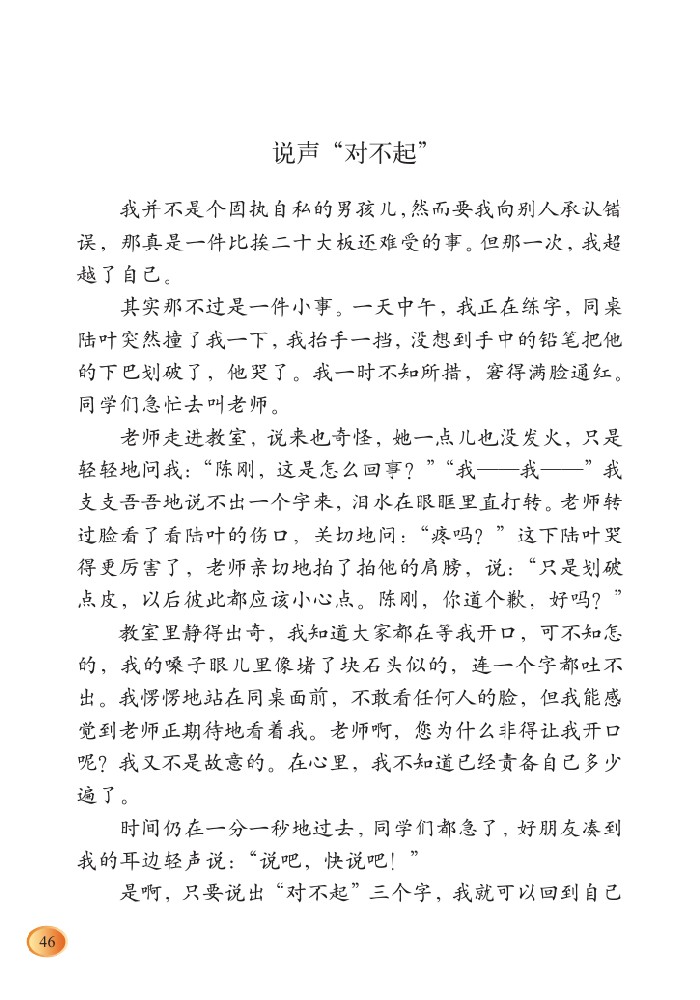 说声“对不起”
我并不是个固执自私的男孩儿，然而要我向别人承认错
误，那真是一件比挨二十大板还难受的事。但那一次，我超
越了自己。
其实那不过是一件小事。一天中午，我正在练字，同桌
陆叶突然撞了我一下，我抬手一挡，没想到手中的铅笔把他
的下巴划破了，他哭了。我一时不知所措，窘得满脸通红。
同学们急忙去叫老师。
老师走进教室，说来也奇怪，她一点儿也没发火，只是
轻轻地问我：“陈刚，这是怎么回事？”“我——我——”我
支支吾吾地说不出一个字来，泪水在眼眶里直打转。老师转
过脸看了看陆叶的伤口，关切地问：“疼吗？”这下陆叶哭
得更厉害了，老师亲切地拍了拍他的肩膀，说：“只是划破
点皮，以后彼此都应该小心点。陈刚，你道个歉，好吗？”
教室里静得出奇，我知道大家都在等我开口，可不知怎
的，我的嗓子眼儿里像堵了块石头似的，连一个字都吐不
出。我愣愣地站在同桌面前，不敢看任何人的脸，但我能感
觉到老师正期待地看着我。老师啊，您为什么非得让我开口
呢？我又不是故意的。在心里，我不知道已经责备自己多少
遍了。
时间仍在一分一秒地过去，同学们都急了，好朋友凑到
我的耳边轻声说：“说吧，快说吧！”
是啊，只要说出“对不起”三个字，我就可以回到自己
46